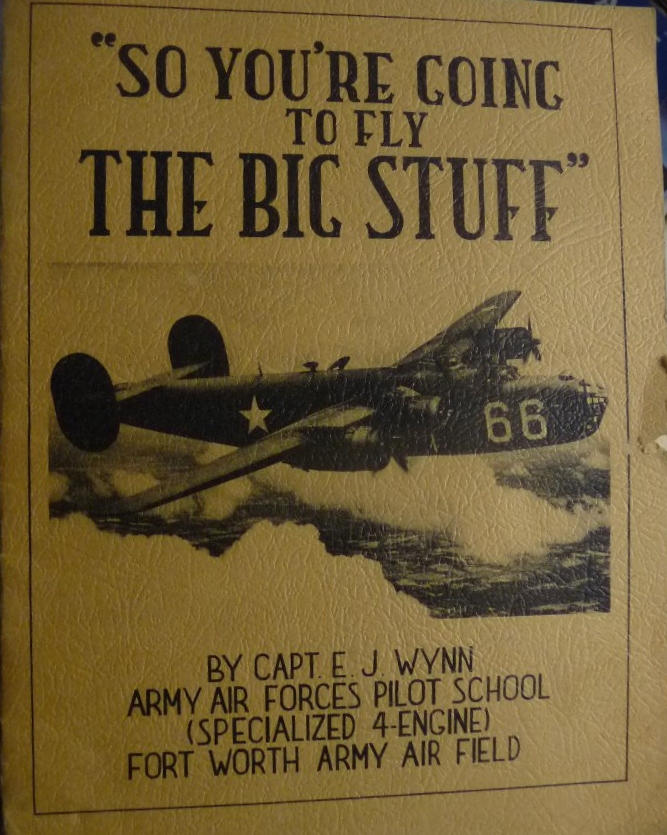 "SO YOU'RE GOING
TO FLY
THE BIG STUFF"
66
BY CAPT. E. J. WYNN
ARMY AIR FORCES PILOT SCHOOL
(SPECIALIZED 4-ENGINE)
FORT WORTH ARMY AIR FIELD